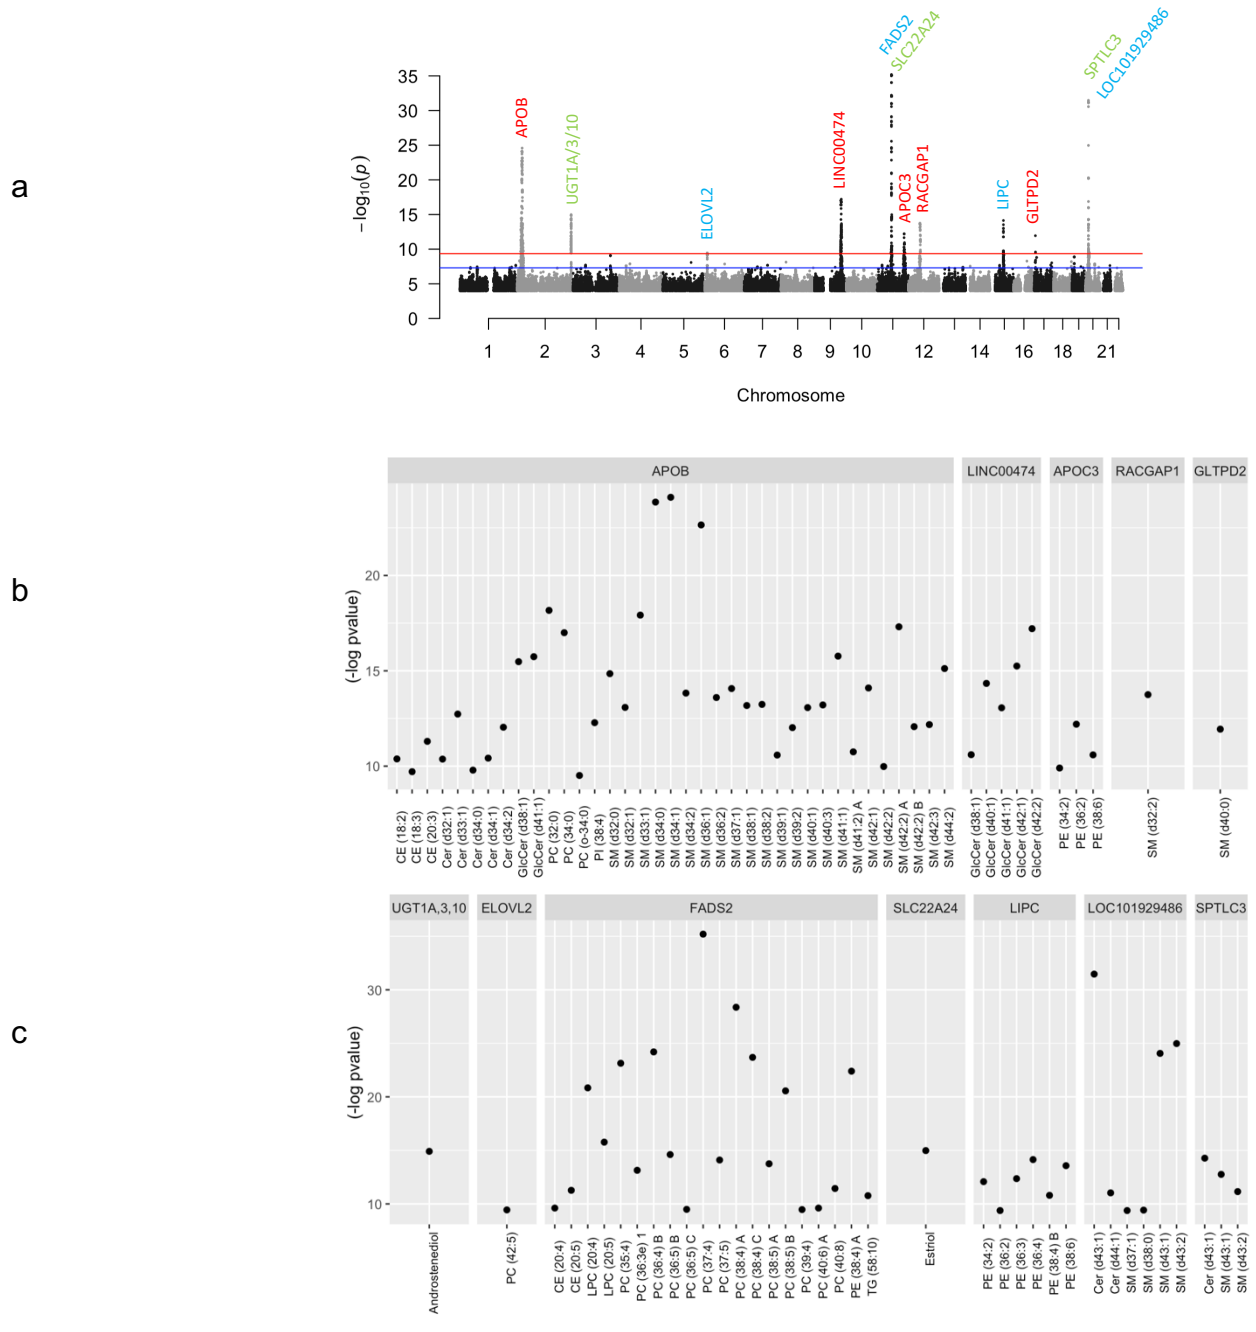 a
FADS2
SLC22A24
SPTLC3
LOC101929486
APOB
UGT1A/3/10
ELOVL2
LINC00474
APOC3
RACGAP1
LIPC
GLTPD2
−log10(p)
35
30
25
20
15
10
5
0
1 2 3 4 5 6 7 8 9 10 12 14 16 18 21
Chromosome
b
APOB LINC00474 APOC3 RACGAP1 GLTPD2
(-log pvalue)
20
15
10
CE (18:2)
CE (18:3)
CE (20:3)
Cer (d32:1)
Cer (d33:1)
Cer (d34:0)
Cer (d34:1)
Cer (d34:2)
GlcCer (d38:1)
GlcCer (d41:1)
PC (32:0)
PC (34:0)
PC (o-34:0)
PI (38:4)
SM (d32:0)
SM (d32:1)
SM (d33:1)
SM (d34:0)
SM (d34:1)
SM (d34:2)
SM (d36:1)
SM (d36:2)
SM (d37:1)
SM (d38:1)
SM (d38:2)
SM (d39:1)
SM (d39:2)
SM (d40:1)
SM (d40:3)
SM (d41:1)
SM (d41:2) A
SM (d42:1)
SM (d42:2)
SM (d42:2) A
SM (d42:2) B
SM (d42:3)
SM (d44:2)
GlcCer (d38:1)
GlcCer (d40:1)
GlcCer (d41:1)
GlcCer (d42:1)
GlcCer (d42:2)
PE (34:2)
PE (36:2)
PE (38:6)
SM (d32:2)
SM (d40:0)
c
UGT1A,3,10 ELOVL2 FADS2 SLC22A24 LIPC LOC101929486 SPTLC3
(-log pvalue)
30
20
10
Androstenediol
PC (42:5)
CE (20:4)
CE (20:5)
LPC (20:4)
LPC (20:5)
PC (35:4)
PC (36:3e) 1
PC (36:4) B
PC (36:5) B
PC (36:5) C
PC (37:4)
PC (37:5)
PC (38:4) A
PC (38:4) C
PC (38:5) A
PC (38:5) B
PC (39:4)
PC (40:6) A
PC (40:8)
PE (38:4) A
TG (58:10)
Estriol
PE (34:2)
PE (36:2)
PE (36:3)
PE (36:4)
PE (38:4) B
PE (38:6)
Cer (d43:1)
Cer (d44:1)
SM (d37:1)
SM (d38:0)
SM (d43:1)
SM (d43:2)
Cer (d43:1)
SM (d43:1)
SM (d43:2)